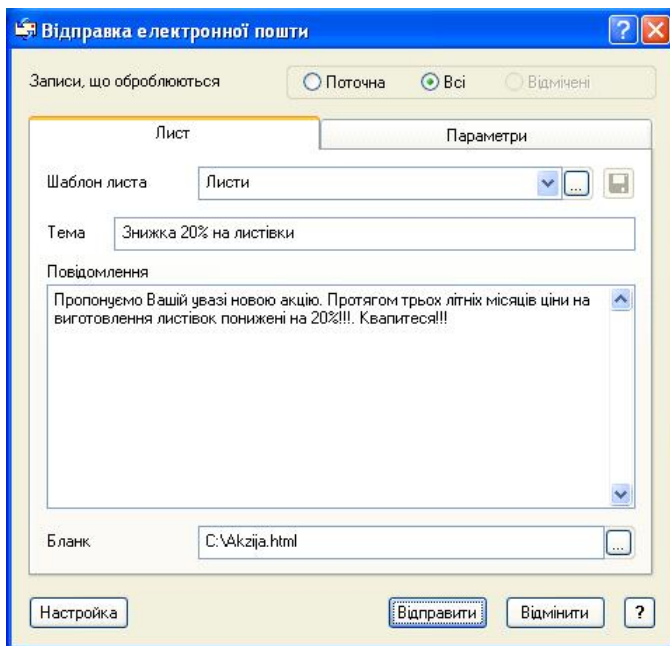 Відправка електронної пошти
Записи, що оброблюються Поточна Всі Відмічені
Лист Параметри
Шаблон листа Листи ...
Тема Знижка 20% на листівки
Повідомлення
Пропонуємо Вашій увазі новою акцію. Протягом трьох літніх місяців ціни на
виготовлення листівок понижені на 20%!!!. Квапитеся!!!
Бланк C:\Akzija.html ...
Настройка Відправити Відмінити ?